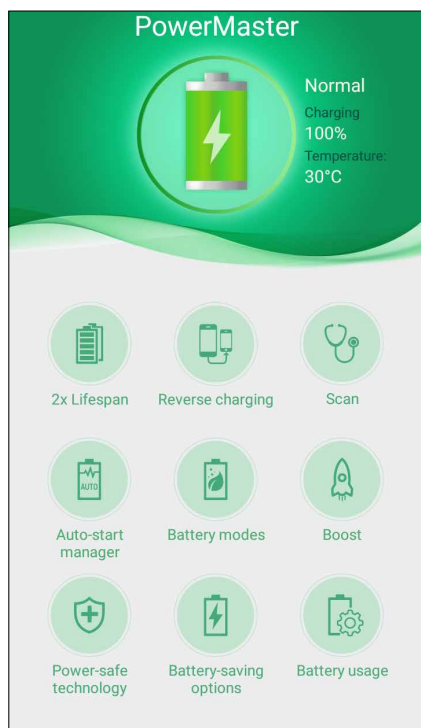 PowerMaster
Normal
Charging
100%
Temperature:
30°C
2x Lifespan
Reverse charging
Scan
AUTO
Auto-start
manager
Battery modes
Boost
Power-safe
technology
Battery-saving
options
Battery usage